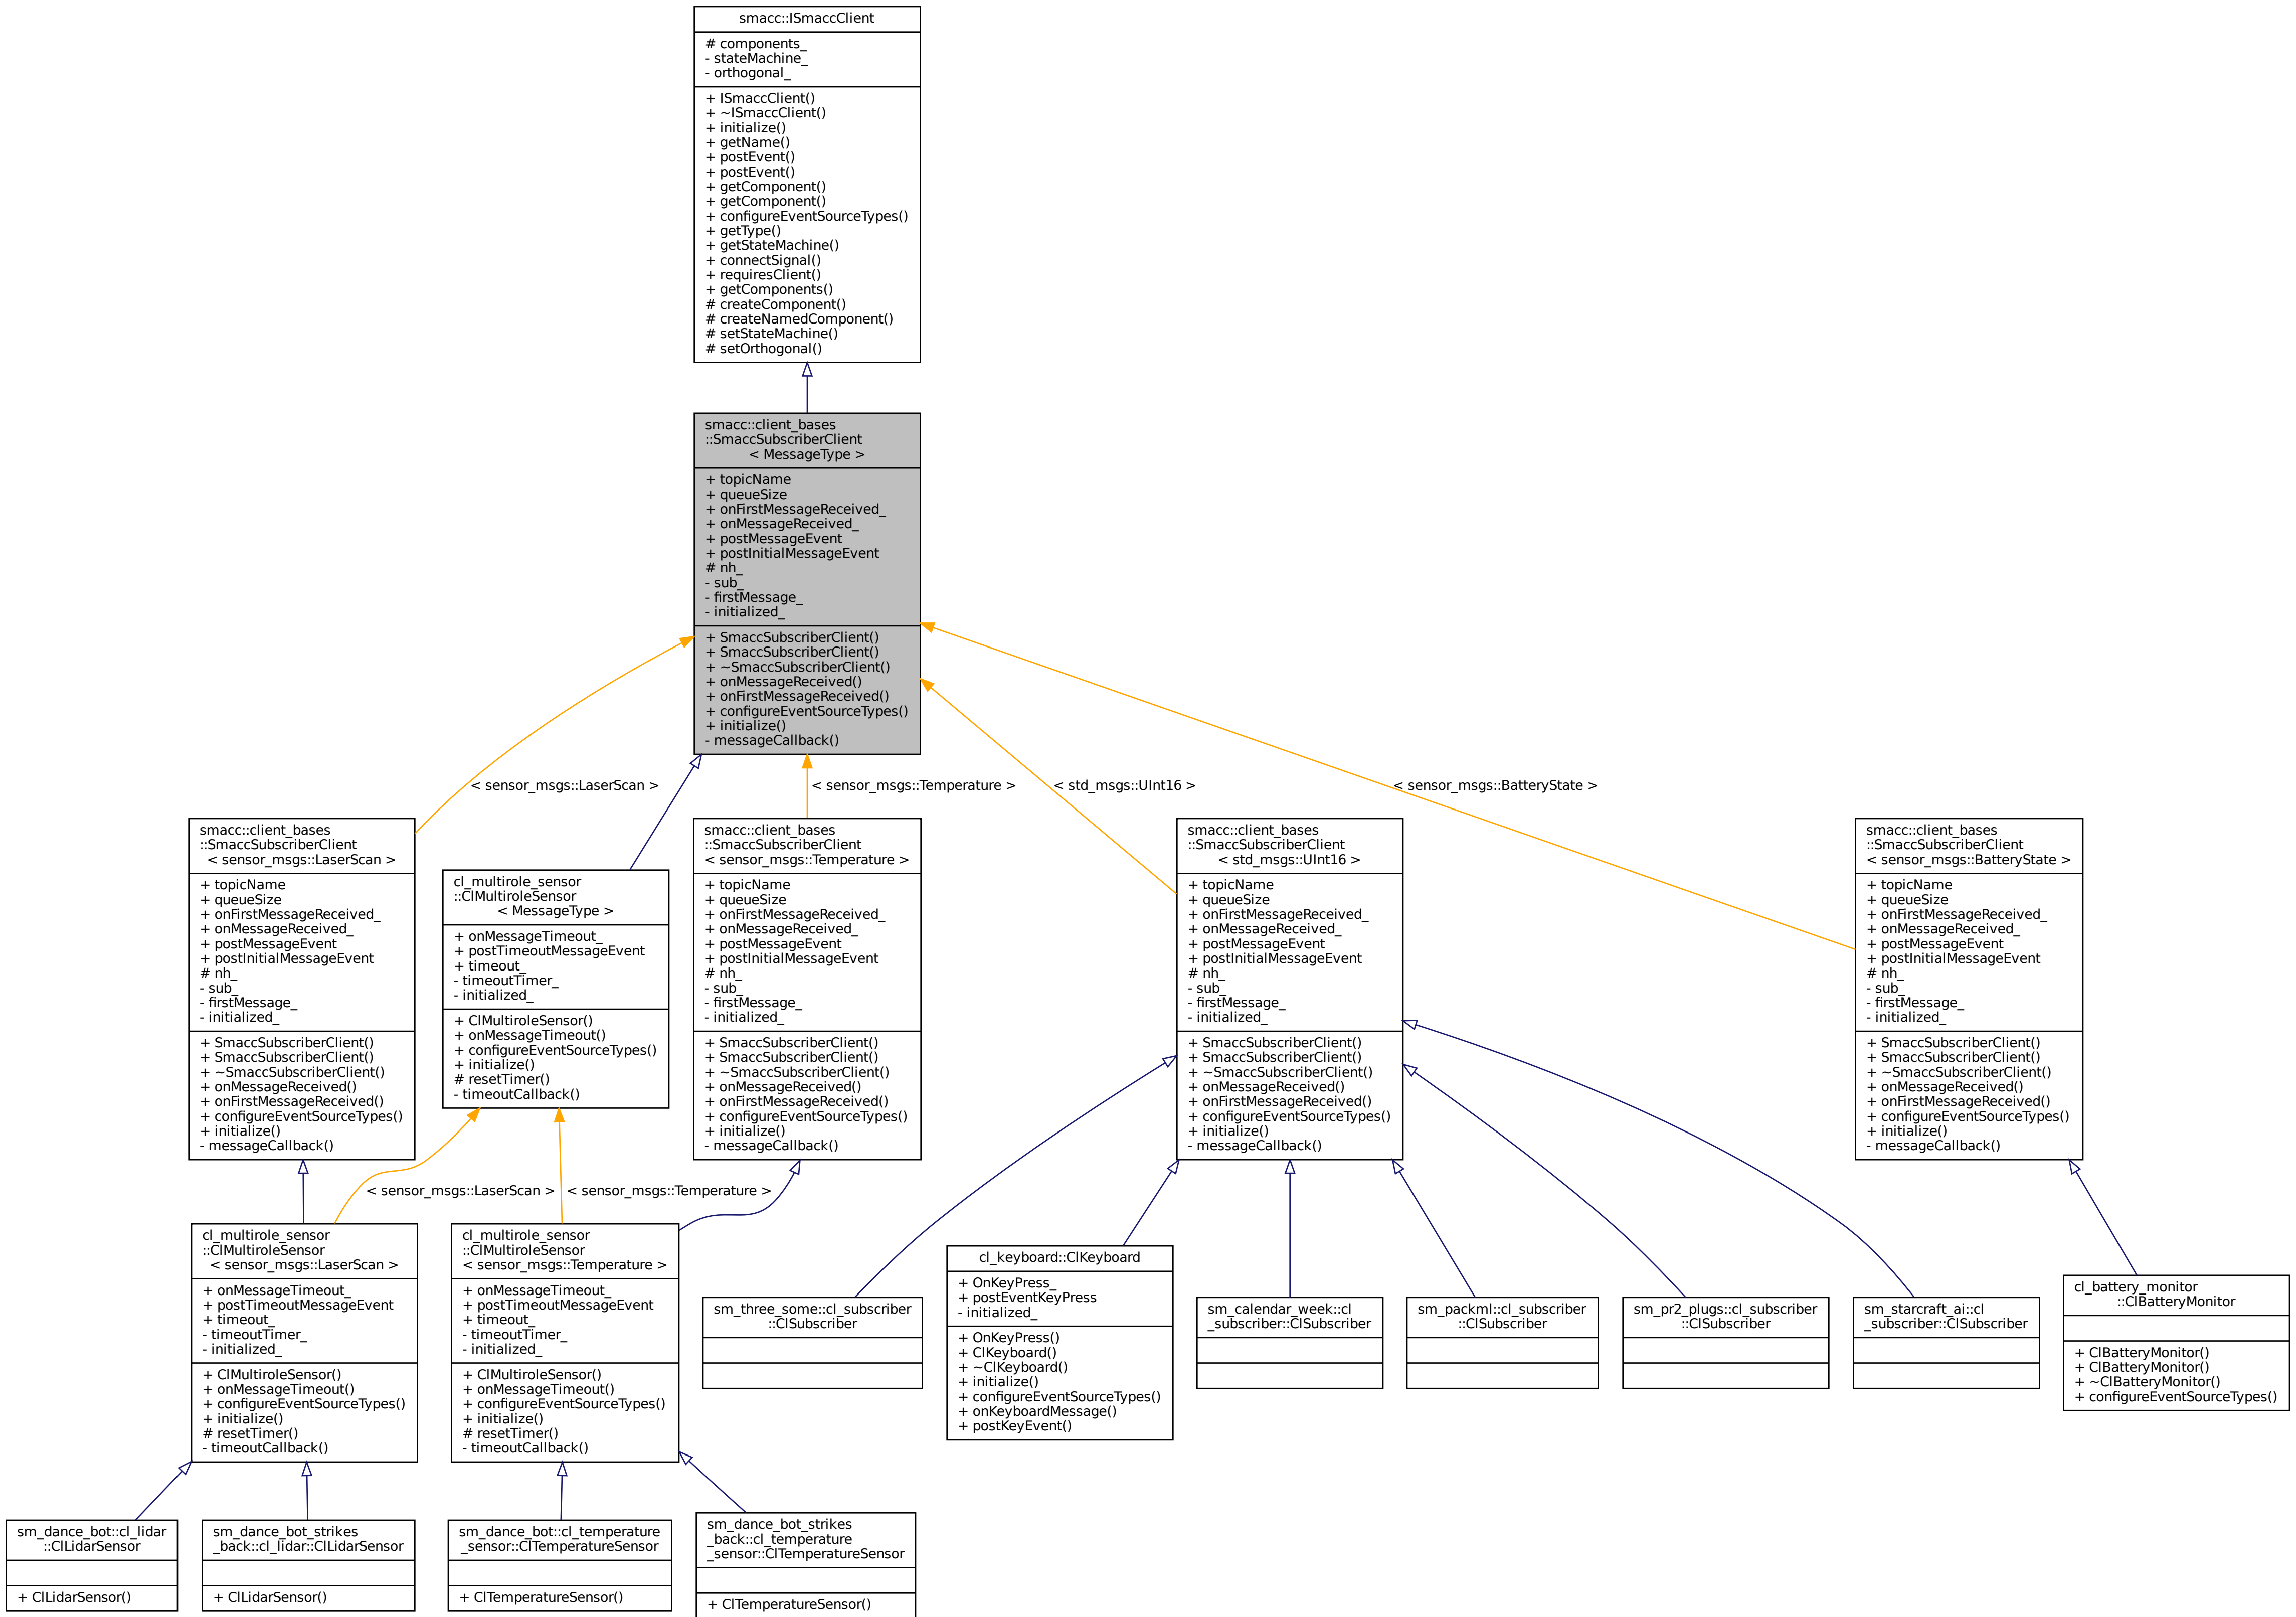 smacc::ISmaccClient
# components_
- stateMachine_
- orthogonal_
+ ISmaccClient()
+ ~ISmaccClient()
+ initialize()
+ getName()
+ postEvent()
+ postEvent()
+ getComponent()
+ getComponent()
+ configureEventSourceTypes()
+ getType()
+ getStateMachine()
+ connectSignal()
+ requiresClient()
+ getComponents()
# createComponent()
# createNamedComponent()
# setStateMachine()
# setOrthogonal()
smacc::client_bases
::SmaccSubscriberClient
< MessageType >
+ topicName
+ queueSize
+ onFirstMessageReceived_
+ onMessageReceived_
+ postMessageEvent
+ postInitialMessageEvent
# nh_
- sub_
- firstMessage_
- initialized_
+ SmaccSubscriberClient()
+ SmaccSubscriberClient()
+ ~SmaccSubscriberClient()
+ onMessageReceived()
+ onFirstMessageReceived()
+ configureEventSourceTypes()
+ initialize()
- messageCallback()
< sensor_msgs::LaserScan >
< sensor_msgs::Temperature >
< std_msgs::UInt16 >
< sensor_msgs::BatteryState >
smacc::client_bases
::SmaccSubscriberClient
< sensor_msgs::LaserScan >
+ topicName
+ queueSize
+ onFirstMessageReceived_
+ onMessageReceived_
+ postMessageEvent
+ postInitialMessageEvent
# nh_
- sub_
- firstMessage_
- initialized_
+ SmaccSubscriberClient()
+ SmaccSubscriberClient()
+ ~SmaccSubscriberClient()
+ onMessageReceived()
+ onFirstMessageReceived()
+ configureEventSourceTypes()
+ initialize()
- messageCallback()
cl_multirole_sensor
::ClMultiroleSensor
< MessageType >
+ onMessageTimeout_
+ postTimeoutMessageEvent
+ timeout_
- timeoutTimer_
- initialized_
+ ClMultiroleSensor()
+ onMessageTimeout()
+ configureEventSourceTypes()
+ initialize()
# resetTimer()
- timeoutCallback()
smacc::client_bases
::SmaccSubscriberClient
< sensor_msgs::Temperature >
+ topicName
+ queueSize
+ onFirstMessageReceived_
+ onMessageReceived_
+ postMessageEvent
+ postInitialMessageEvent
# nh_
- sub_
- firstMessage_
- initialized_
+ SmaccSubscriberClient()
+ SmaccSubscriberClient()
+ ~SmaccSubscriberClient()
+ onMessageReceived()
+ onFirstMessageReceived()
+ configureEventSourceTypes()
+ initialize()
- messageCallback()
smacc::client_bases
::SmaccSubscriberClient
< std_msgs::UInt16 >
+ topicName
+ queueSize
+ onFirstMessageReceived_
+ onMessageReceived_
+ postMessageEvent
+ postInitialMessageEvent
# nh_
- sub_
- firstMessage_
- initialized_
+ SmaccSubscriberClient()
+ SmaccSubscriberClient()
+ ~SmaccSubscriberClient()
+ onMessageReceived()
+ onFirstMessageReceived()
+ configureEventSourceTypes()
+ initialize()
- messageCallback()
smacc::client_bases
::SmaccSubscriberClient
< sensor_msgs::BatteryState >
+ topicName
+ queueSize
+ onFirstMessageReceived_
+ onMessageReceived_
+ postMessageEvent
+ postInitialMessageEvent
# nh_
- sub_
- firstMessage_
- initialized_
+ SmaccSubscriberClient()
+ SmaccSubscriberClient()
+ ~SmaccSubscriberClient()
+ onMessageReceived()
+ onFirstMessageReceived()
+ configureEventSourceTypes()
+ initialize()
- messageCallback()
< sensor_msgs::LaserScan >
< sensor_msgs::Temperature >
cl_multirole_sensor
::ClMultiroleSensor
< sensor_msgs::LaserScan >
+ onMessageTimeout_
+ postTimeoutMessageEvent
+ timeout_
- timeoutTimer_
- initialized_
+ ClMultiroleSensor()
+ onMessageTimeout()
+ configureEventSourceTypes()
+ initialize()
# resetTimer()
- timeoutCallback()
cl_multirole_sensor
::ClMultiroleSensor
< sensor_msgs::Temperature >
+ onMessageTimeout_
+ postTimeoutMessageEvent
+ timeout_
- timeoutTimer_
- initialized_
+ ClMultiroleSensor()
+ onMessageTimeout()
+ configureEventSourceTypes()
+ initialize()
# resetTimer()
- timeoutCallback()
sm_three_some::cl_subscriber
::ClSubscriber
cl_keyboard::ClKeyboard
+ OnKeyPress_
+ postEventKeyPress
- initialized_
+ OnKeyPress()
+ ClKeyboard()
+ ~ClKeyboard()
+ initialize()
+ configureEventSourceTypes()
+ onKeyboardMessage()
+ postKeyEvent()
sm_calendar_week::cl
_subscriber::ClSubscriber
sm_packml::cl_subscriber
::ClSubscriber
sm_pr2_plugs::cl_subscriber
::ClSubscriber
sm_starcraft_ai::cl
_subscriber::ClSubscriber
cl_battery_monitor
::ClBatteryMonitor
+ ClBatteryMonitor()
+ ClBatteryMonitor()
+ ~ClBatteryMonitor()
+ configureEventSourceTypes()
sm_dance_bot::cl_lidar
::ClLidarSensor
+ ClLidarSensor()
sm_dance_bot_strikes
_back::cl_lidar::ClLidarSensor
+ ClLidarSensor()
sm_dance_bot::cl_temperature
_sensor::ClTemperatureSensor
+ ClTemperatureSensor()
sm_dance_bot_strikes
_back::cl_temperature
_sensor::ClTemperatureSensor
+ ClTemperatureSensor()